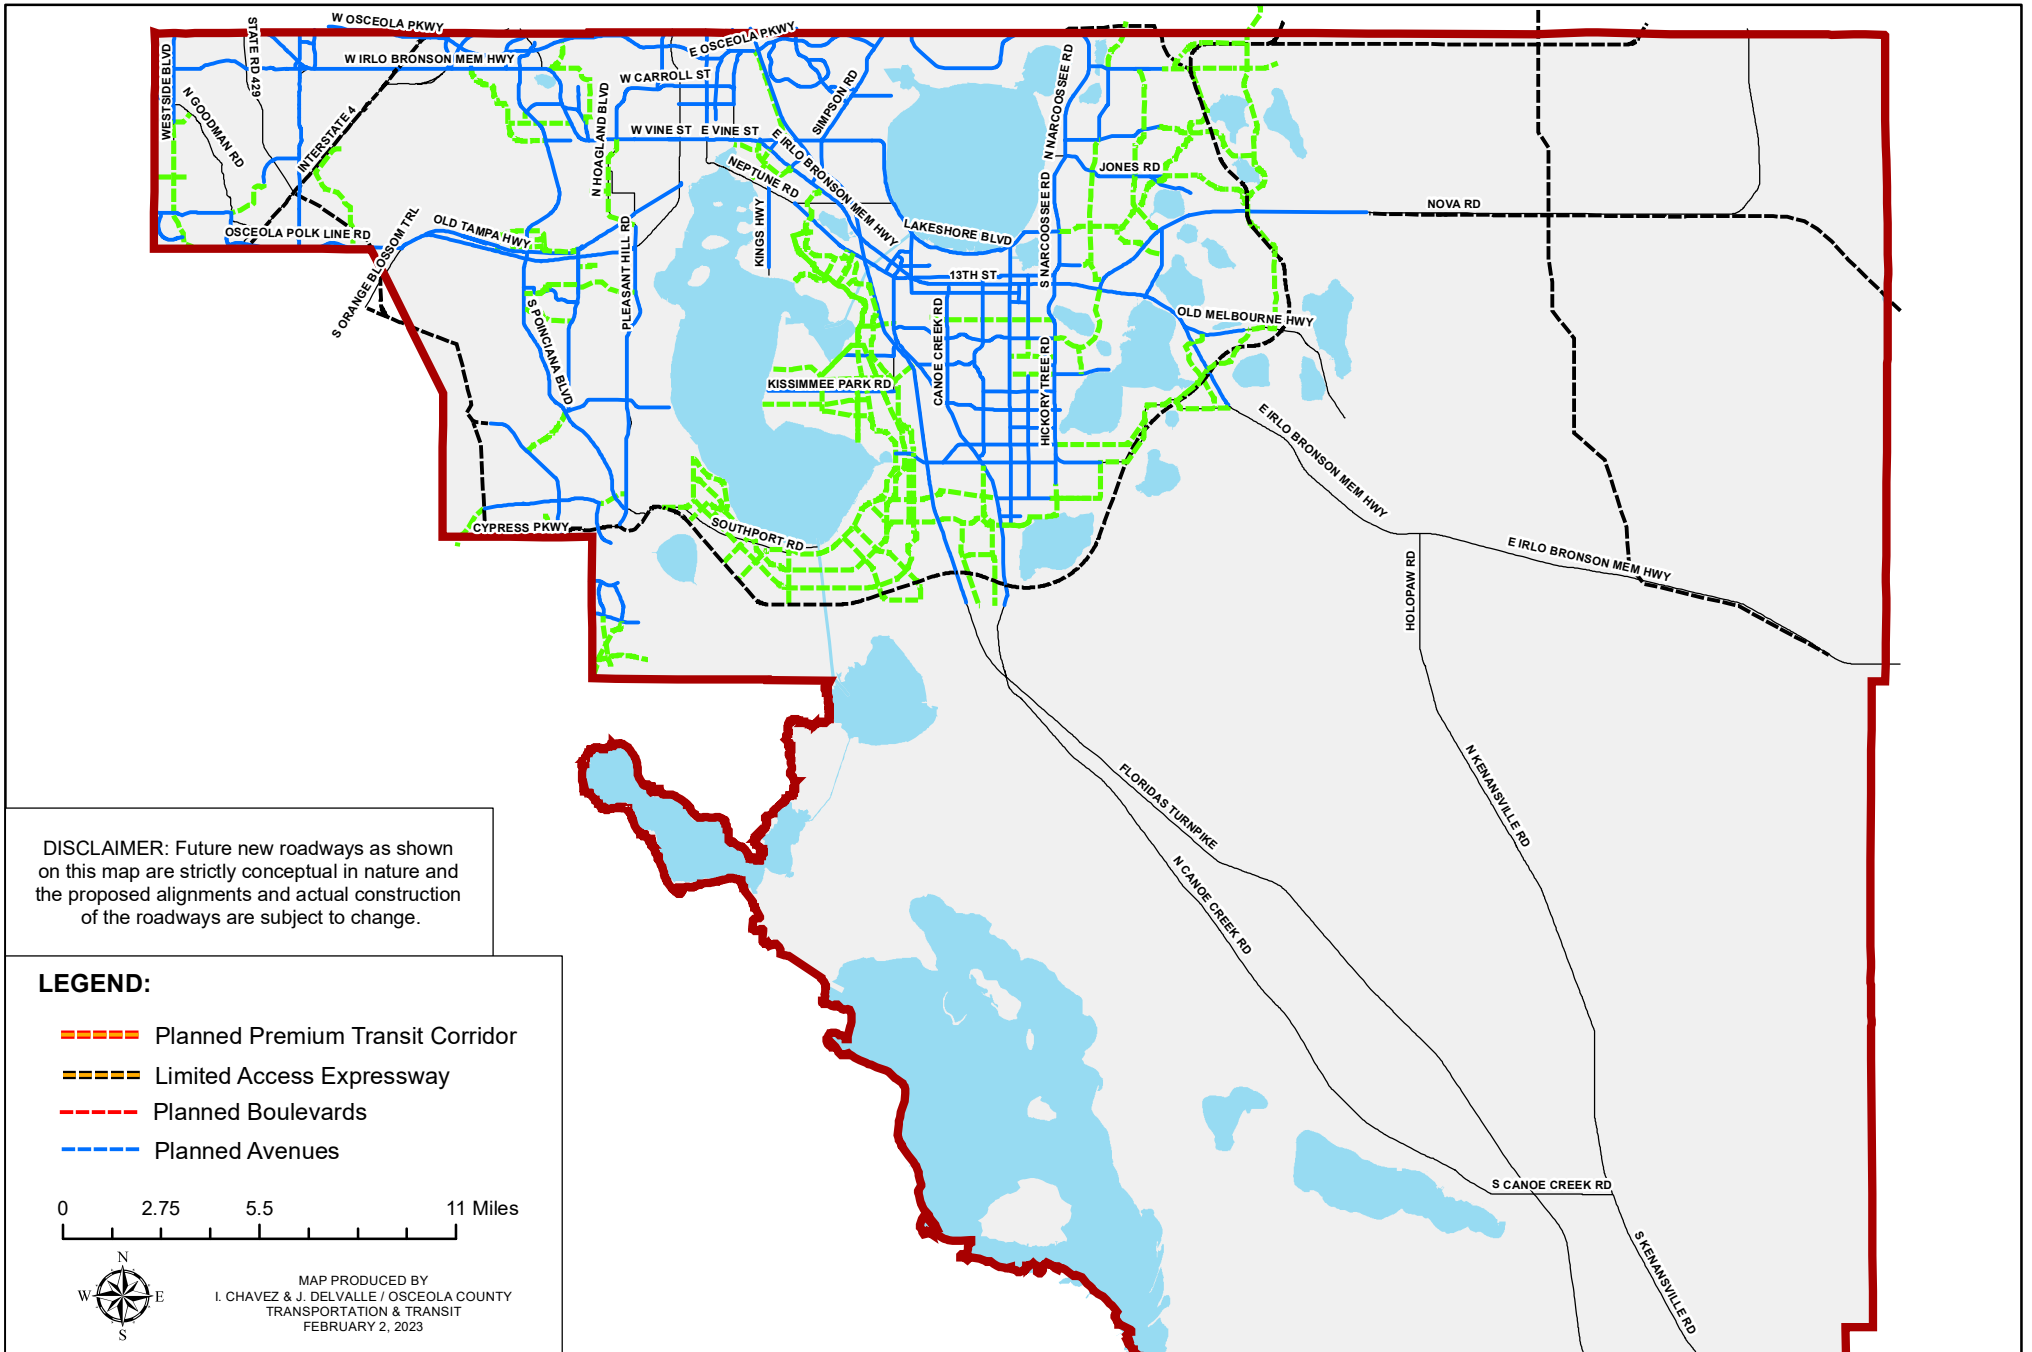 W OSCEOLA PKWY
E OSCEOLA PKWY
WESTSIDE BLVD
STATE RD 429
W IRLO BRONSON MEM HWY
W CARROLL ST
SIMPSON RD
N NARCOOSSEE RD
N GOODMAN RD
INTERSTATE 4
N HOAGLAND BLVD
W VINE ST
E VINE ST
E IRLO BRONSON MEM HWY
NEPTUNE RD
JONES RD
S NARCOOSSEE RD
NOVA RD
OSCEOLA POLK LINE RD
S ORANGE BLOSSOM TRL
OLD TAMPA HWY
PLEASANT HILL RD
KINGS HWY
LAKESHORE BLVD
13TH ST
S POINCIANA BLVD
CANOE CREEK RD
OLD MELBOURNE HWY
KISSIMMEE PARK RD
HICKORY TREE RD
E IRLO BRONSON MEM HWY
CYPRESS PKWY
SOUTHPORT RD
E IRLO BRONSON MEM HWY
HOLOPAW RD
FLORIDAS TURNPIKE
N KENANSVILLE RD
N CANOE CREEK RD
S CANOE CREEK RD
S KENANSVILLE RD
DISCLAIMER: Future new roadways as shown
on this map are strictly conceptual in nature and
the proposed alignments and actual construction
of the roadways are subject to change.
LEGEND:
Planned Premium Transit Corridor
Limited Access Expressway
Planned Boulevards
Planned Avenues
0 2.75 5.5 11 Miles
N
W E
S
MAP PRODUCED BY
I. CHAVEZ & J. DELVALLE / OSCEOLA COUNTY
TRANSPORTATION & TRANSIT
FEBRUARY 2, 2023